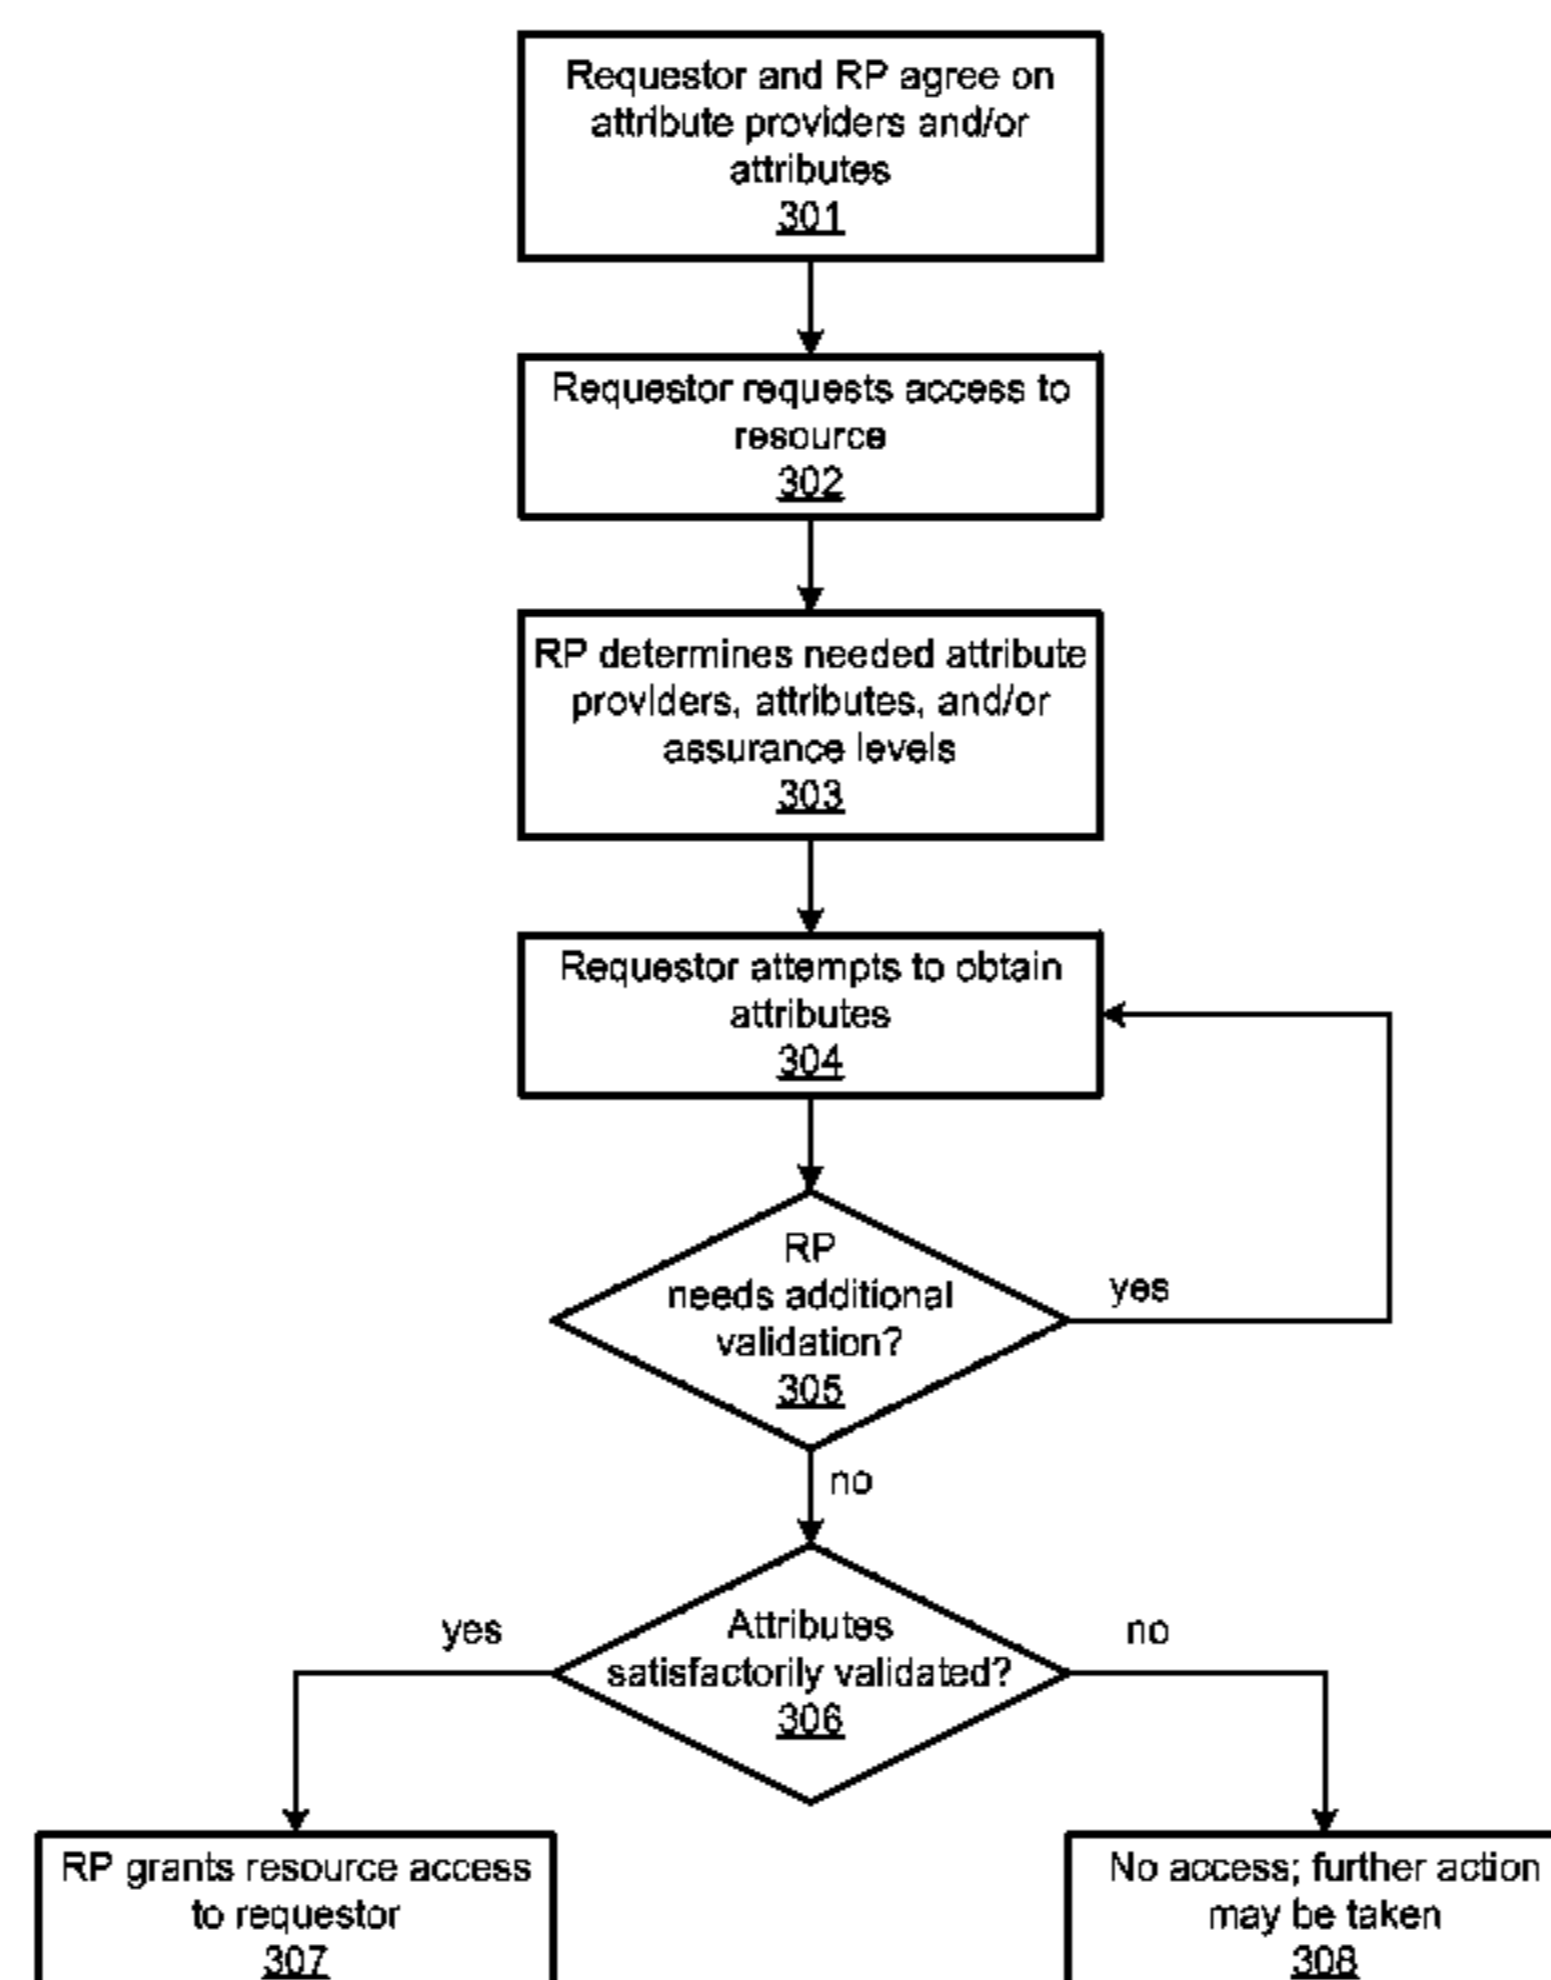 Requestor and RP agree on
attribute providers and/or
attributes
301
Requestor requests access to
resource
302
RP determines needed attribute
providers, attributes, and/or
assurance levels
303
Requestor attempts to obtain
attributes
304
RP
needs additional
validation?
305
yes
no
Attributes
satisfactorily validated?
306
yes
no
RP grants resource access
to requestor
307
No access; further action
may be taken
308